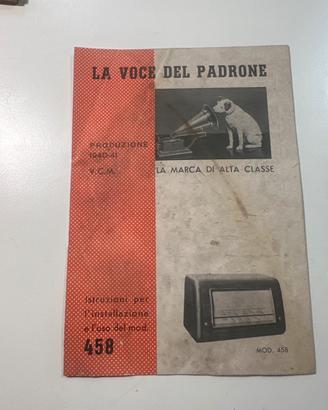 LA VOCE DEL PADRONE
PRODUZIONE
1940-41
V.C.M.
LA MARCA DI ALTA CLASSE
Istruzioni per
l'installazione
e l'uso del mod.
458
MOD. 458